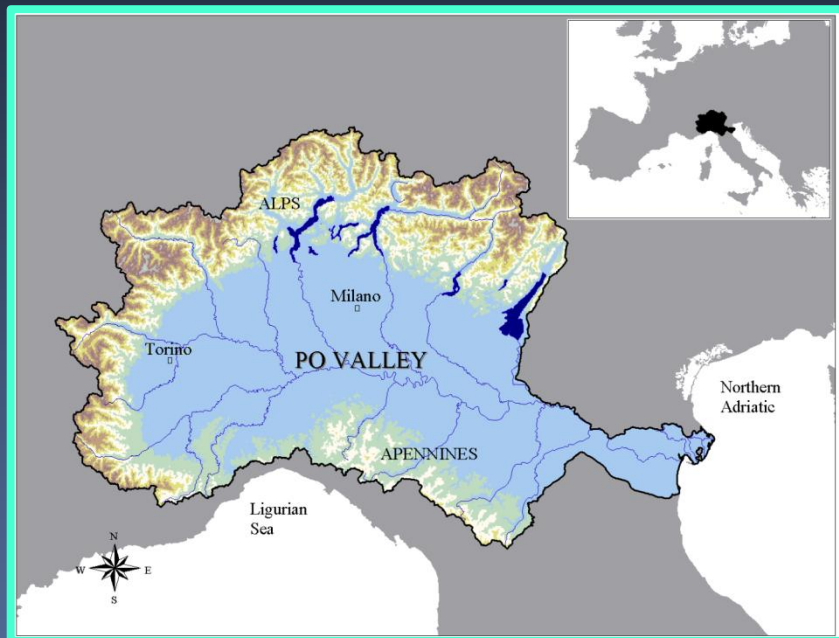 ALPS
Milano
Torino
PO VALLEY
Northern
Adriatic
APENNINES
Ligurian
Sea
N
W
E
S